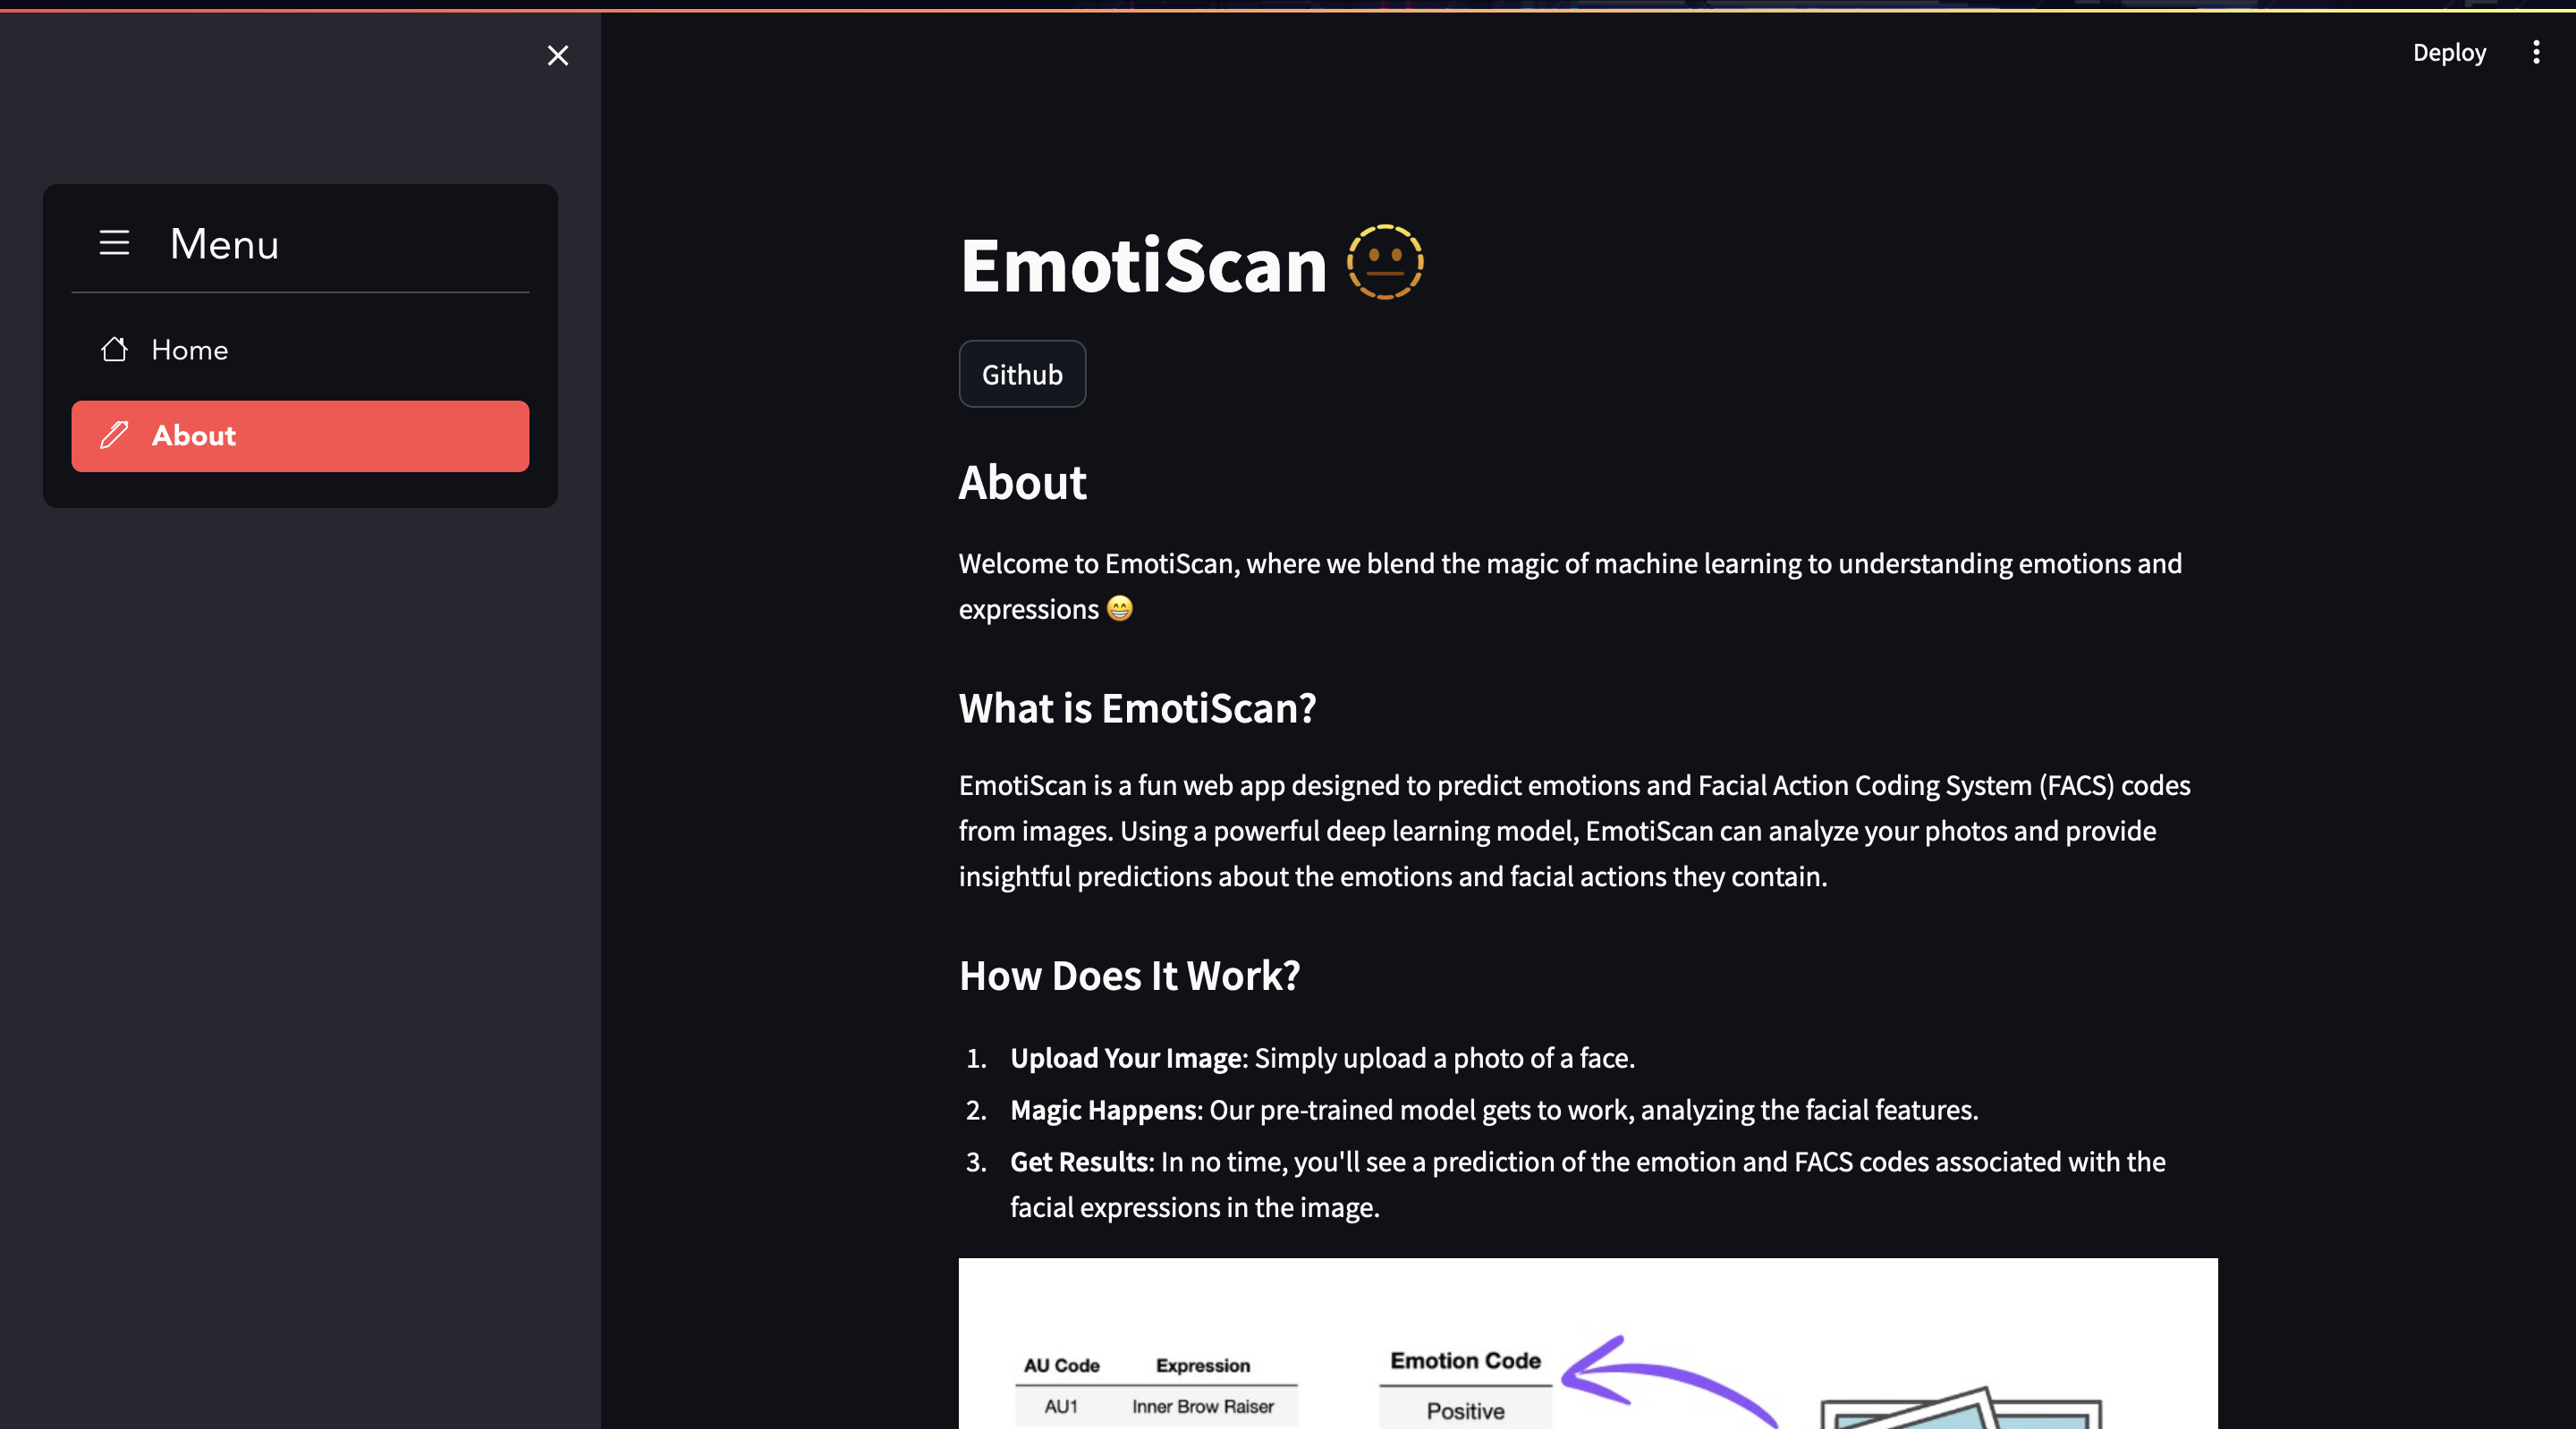 Deploy
Menu
Home
About
EmotiScan 🫥
Github
About
Welcome to EmotiScan, where we blend the magic of machine learning to understanding emotions and
expressions 😁
What is EmotiScan?
EmotiScan is a fun web app designed to predict emotions and Facial Action Coding System (FACS) codes
from images. Using a powerful deep learning model, EmotiScan can analyze your photos and provide
insightful predictions about the emotions and facial actions they contain.
How Does It Work?
1. Upload Your Image: Simply upload a photo of a face.
2. Magic Happens: Our pre-trained model gets to work, analyzing the facial features.
3. Get Results: In no time, you'll see a prediction of the emotion and FACS codes associated with the
facial expressions in the image.
AU Code Expression
AU1 Inner Brow Raiser
Emotion Code
Positive